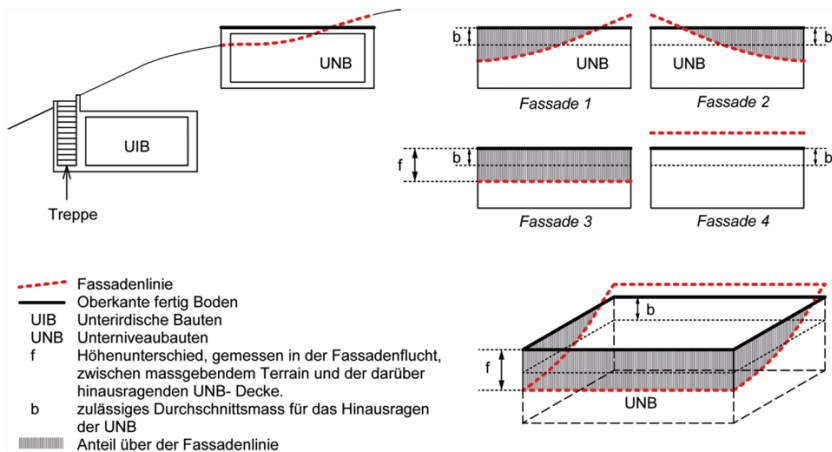 UNB
UIB
Treppe
b
UNB
Fassade 1
b
UNB
Fassade 2
f
b
Fassade 3
b
Fassade 4
Fassadenlinie
Oberkante fertig Boden
UIB Unterirdische Bauten
UNB Unterniveaubauten
f Höhenunterschied, gemessen in der Fassadenflucht,
zwischen massgebendem Terrain und der darüber
hinausragenden UNB- Decke.
b zulässiges Durchschnittsmass für das Hinausragen
der UNB
Anteil über der Fassadenlinie
b
f
UNB